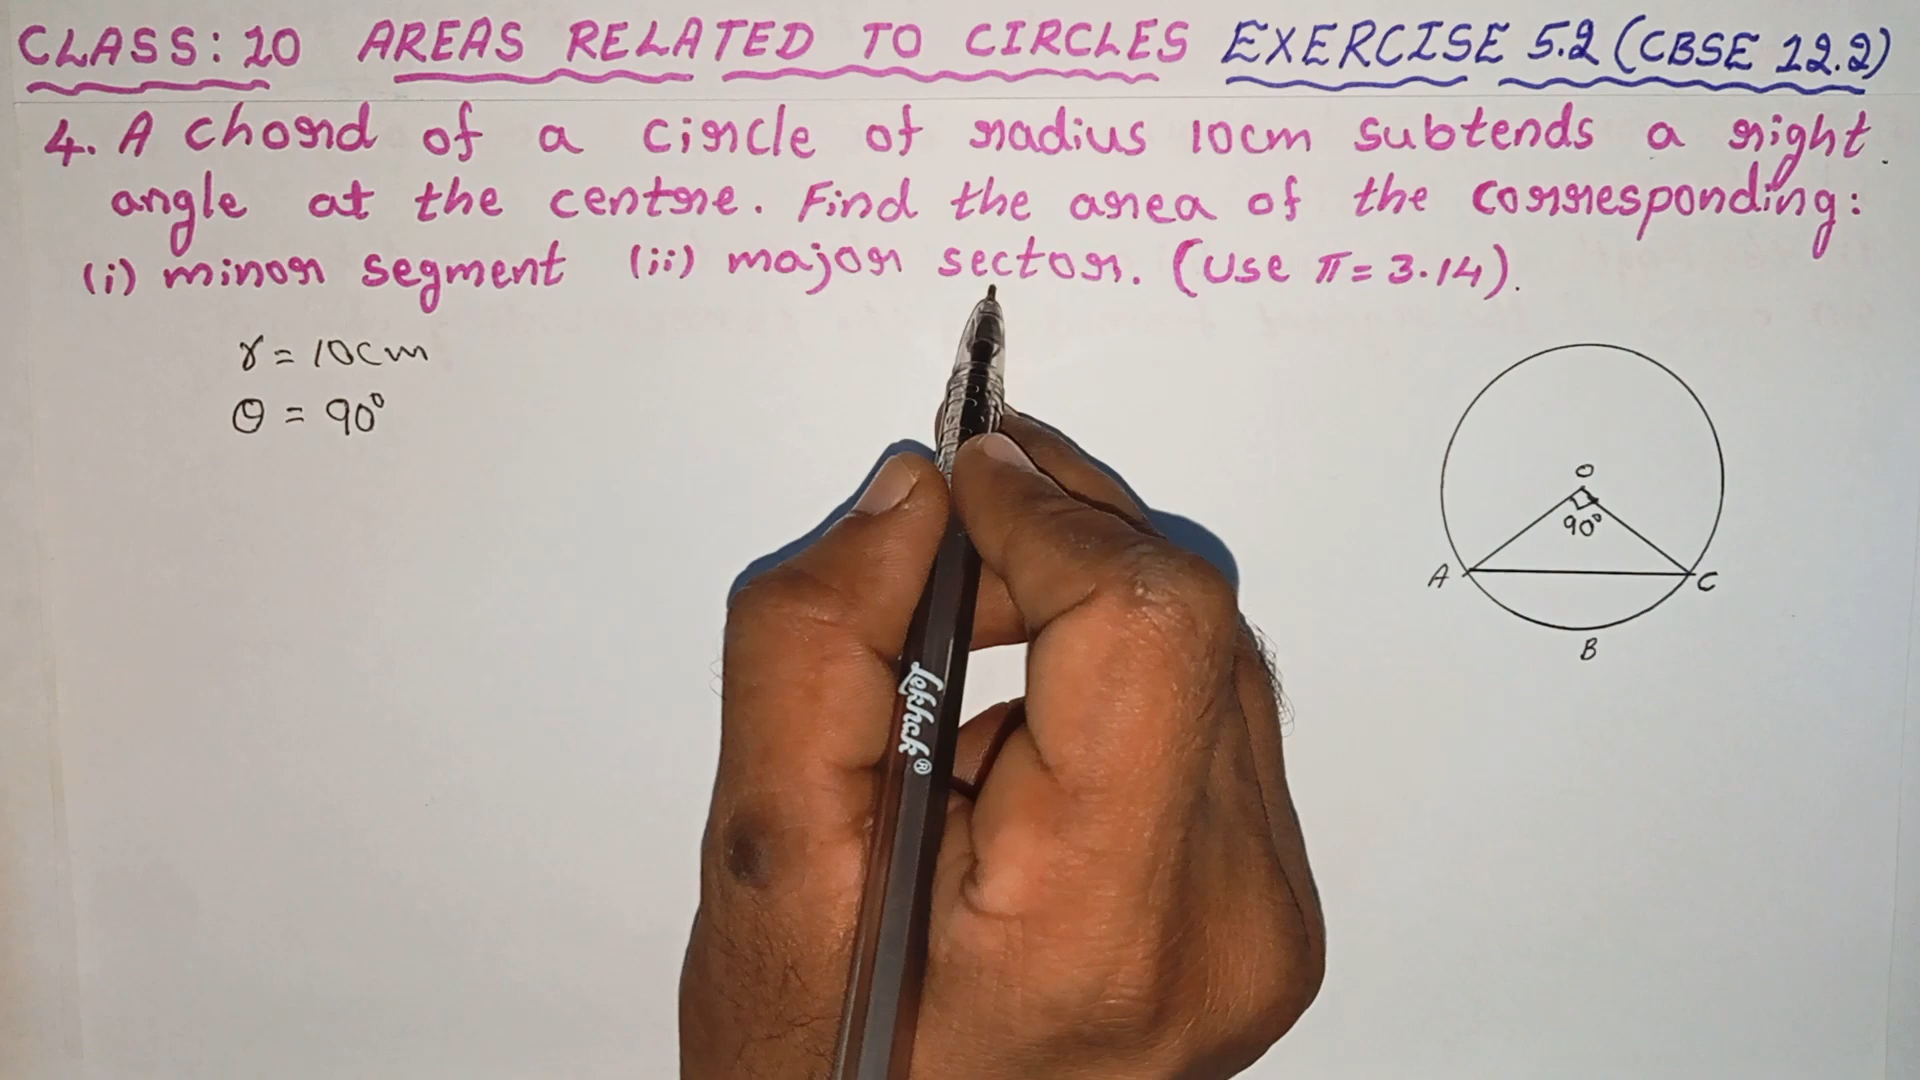 CLASS: 10 AREAS RELATED TO CIRCLES EXERCISE 5.2 (CBSE 12.2)
4. A chord of a circle of radius 10cm subtends a right
angle at the centre. Find the area of the corresponding:
(i) minor segment (ii) major sector. (Use π = 3.14).
r = 10cm
θ = 90°
O
90°
A
C
B
Lekhak®